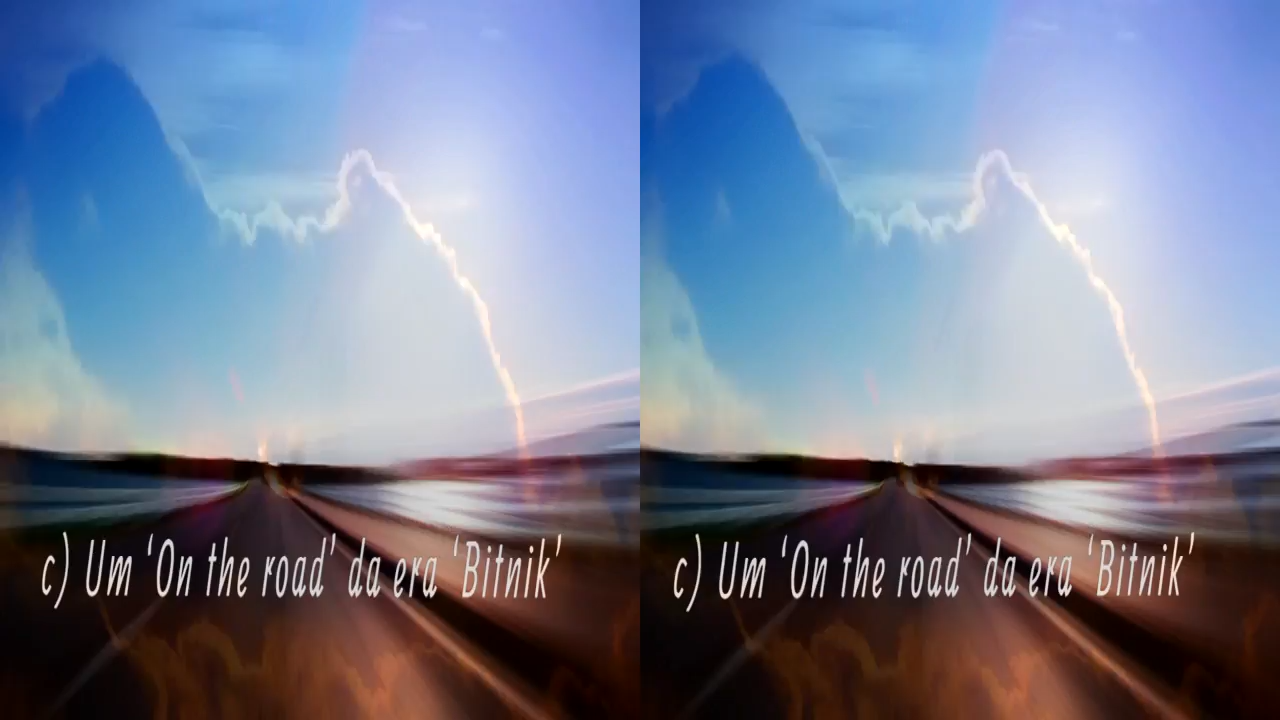 c) Um ‘On the road’ da era ‘Bitnik’
c) Um ‘On the road’ da era ‘Bitnik’